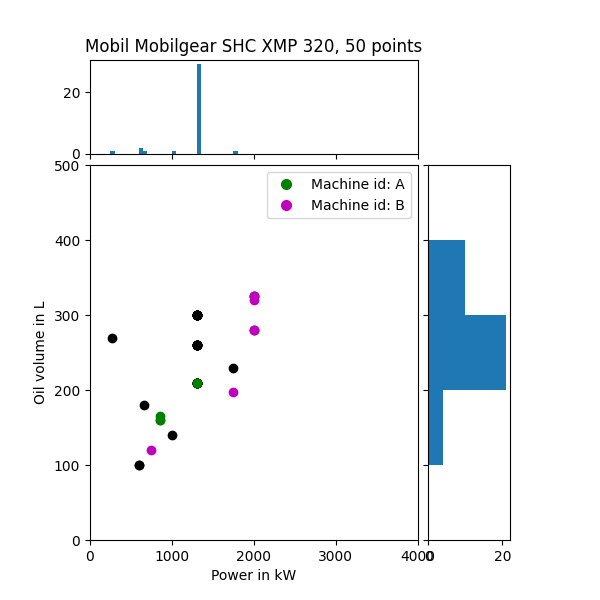 Mobil Mobilgear SHC XMP 320, 50 points
20
0
500
Machine id: A
Machine id: B
400
300
200
100
0
Oil volume in L
0 1000 2000 3000 4000
0 20
Power in kW